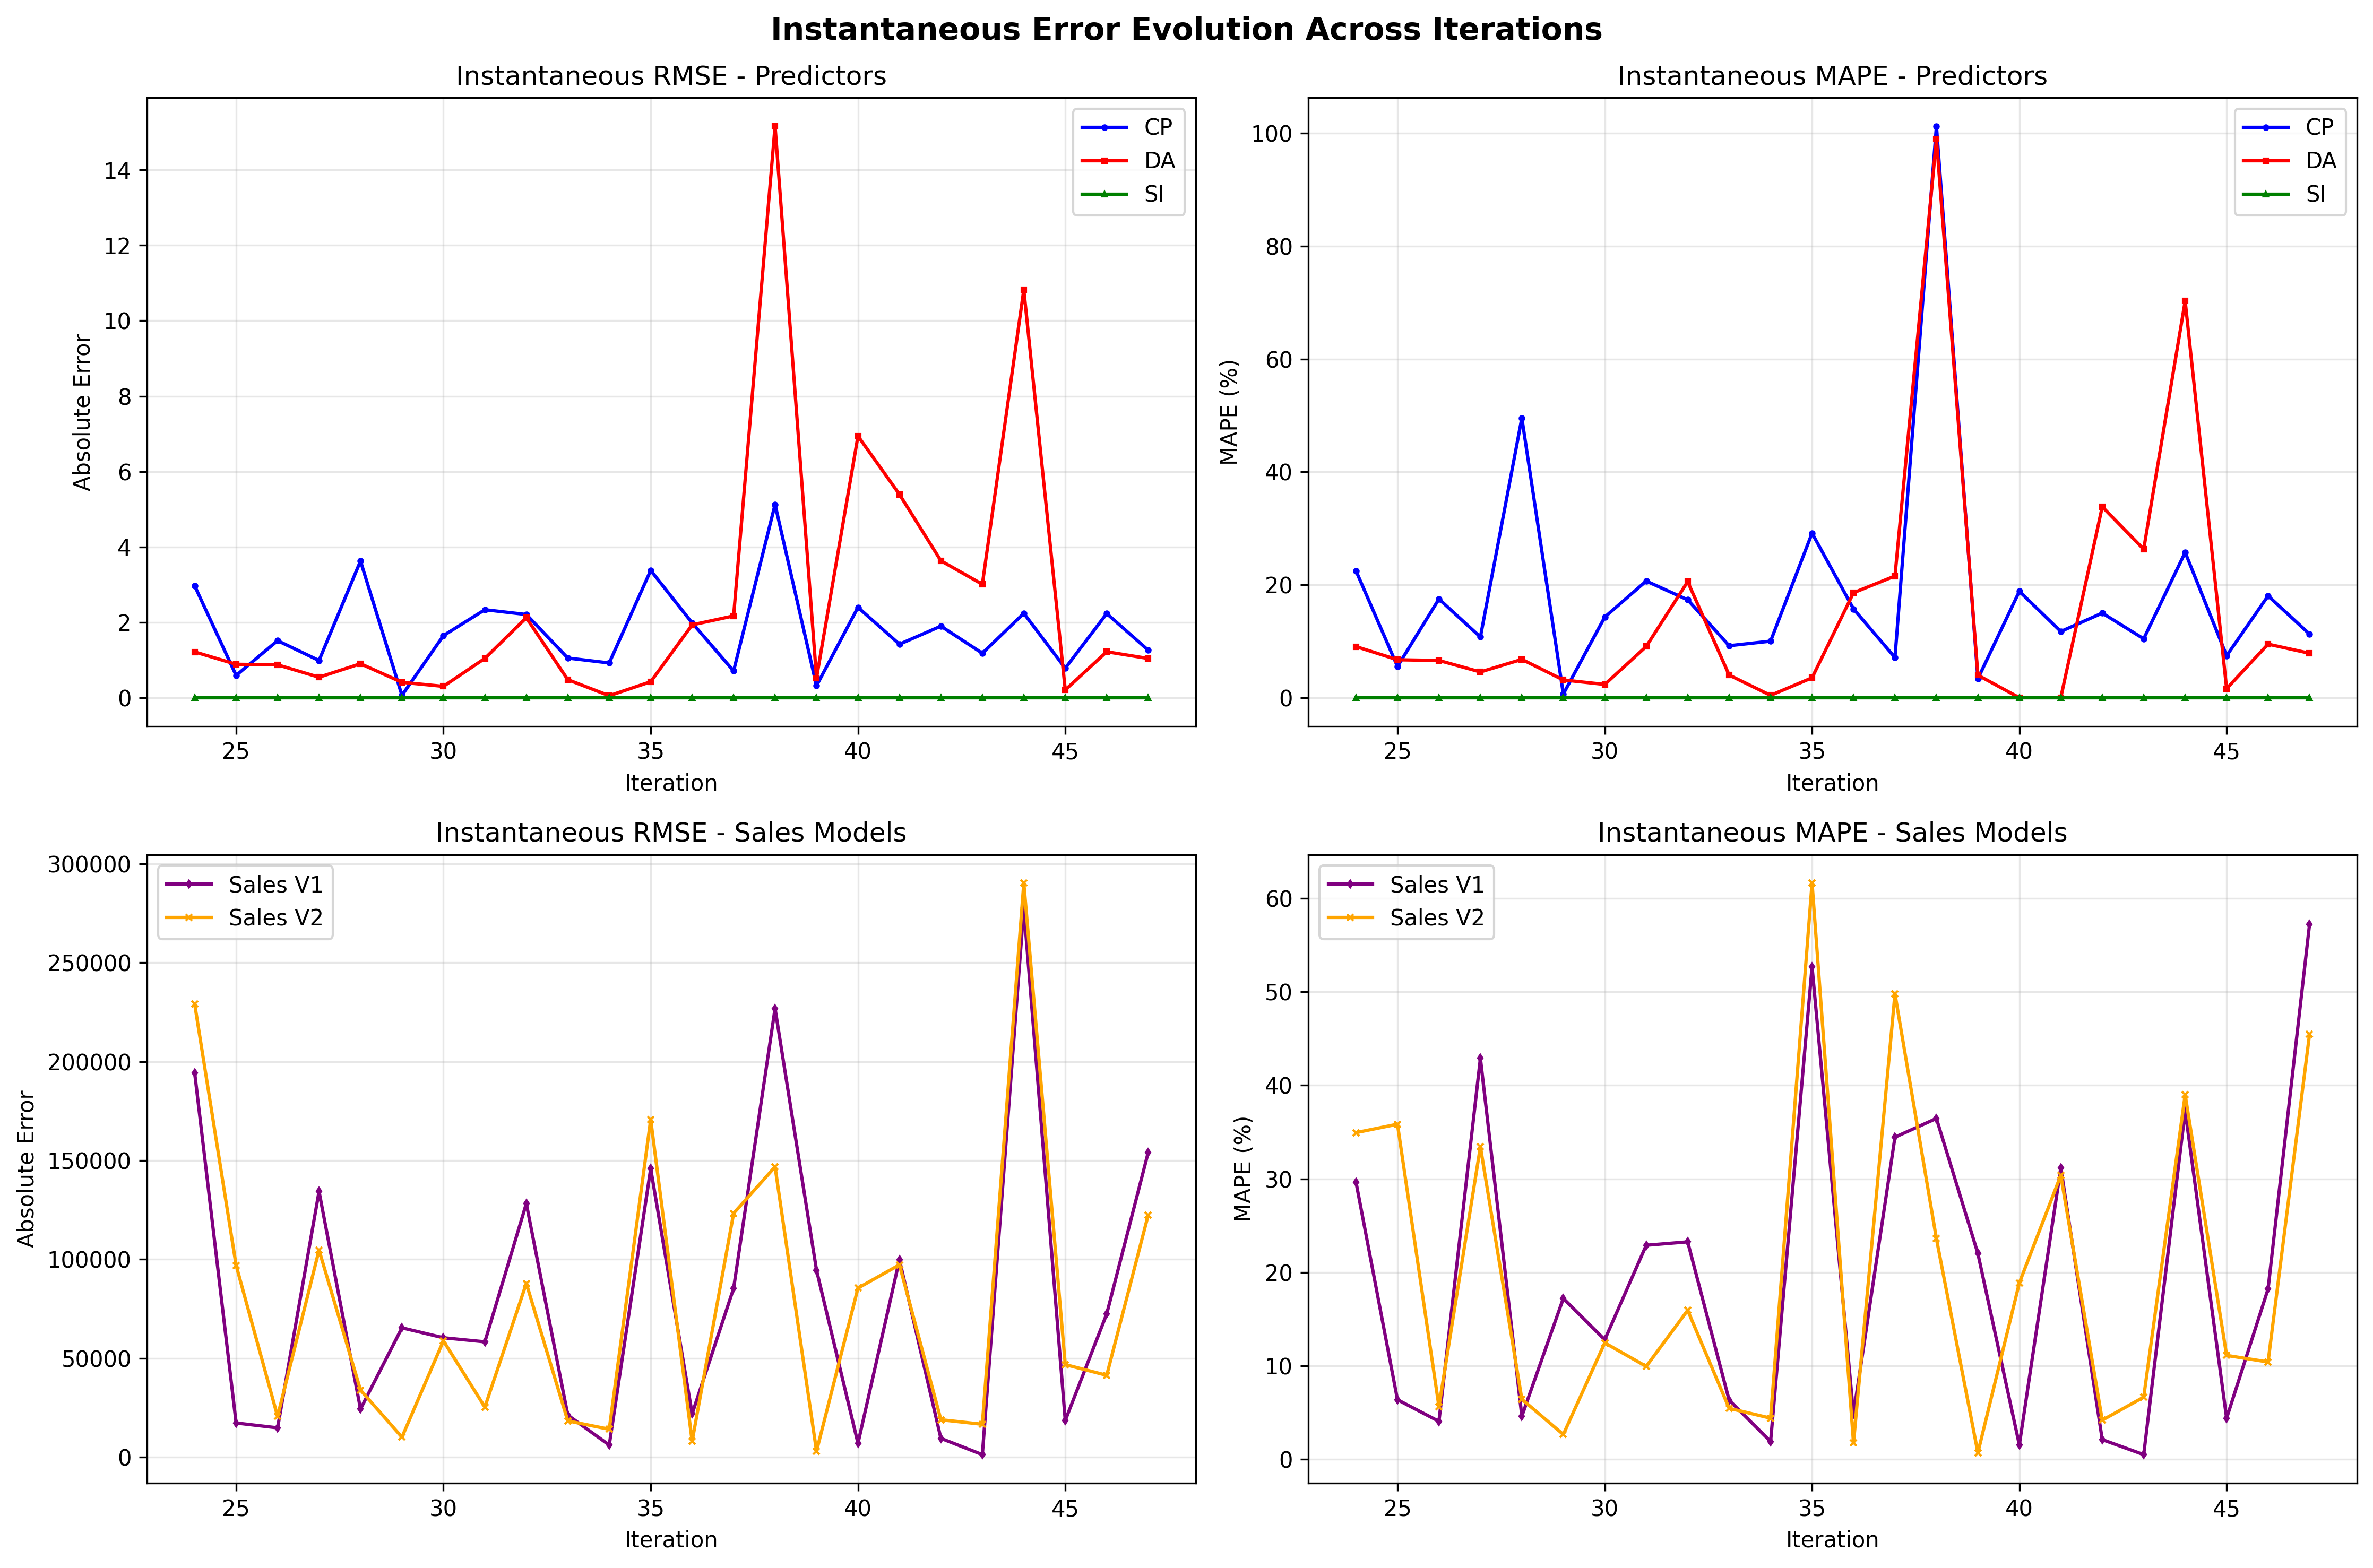 Instantaneous Error Evolution Across Iterations
Instantaneous RMSE - Predictors
Absolute Error
14
12
10
8
6
4
2
0
25 30 35 40 45
Iteration
CP
DA
SI
Instantaneous MAPE - Predictors
MAPE (%)
100
80
60
40
20
0
25 30 35 40 45
Iteration
CP
DA
SI
Instantaneous RMSE - Sales Models
Absolute Error
300000
250000
200000
150000
100000
50000
0
25 30 35 40 45
Iteration
Sales V1
Sales V2
Instantaneous MAPE - Sales Models
MAPE (%)
60
50
40
30
20
10
0
25 30 35 40 45
Iteration
Sales V1
Sales V2